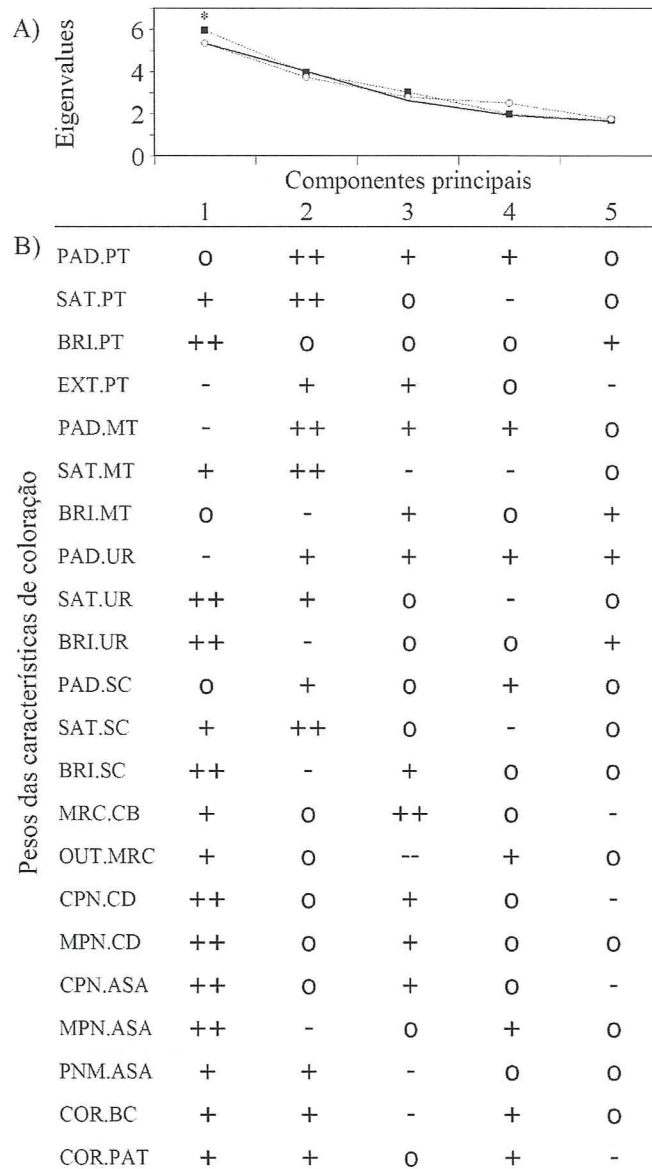 A)
*
6
4
2
0
Eigenvalues
Componentes principais
1 2 3 4 5
B)
Pesos das características de coloração
PAD.PT o ++ + + o
SAT.PT + ++ o - o
BRI.PT ++ o o o +
EXT.PT - + + o -
PAD.MT - ++ + + o
SAT.MT + ++ - - o
BRI.MT o - + o +
PAD.UR - + + + +
SAT.UR ++ + o - o
BRI.UR ++ - o o +
PAD.SC o + o + o
SAT.SC + ++ o - o
BRI.SC ++ - + o o
MRC.CB + o ++ o -
OUT.MRC + o -- + o
CPN.CD ++ o + o -
MPN.CD ++ o + o o
CPN.ASA ++ o + o -
MPN.ASA ++ - o + o
PNM.ASA + + - o o
COR.BC + + - + o
COR.PAT + + o + -